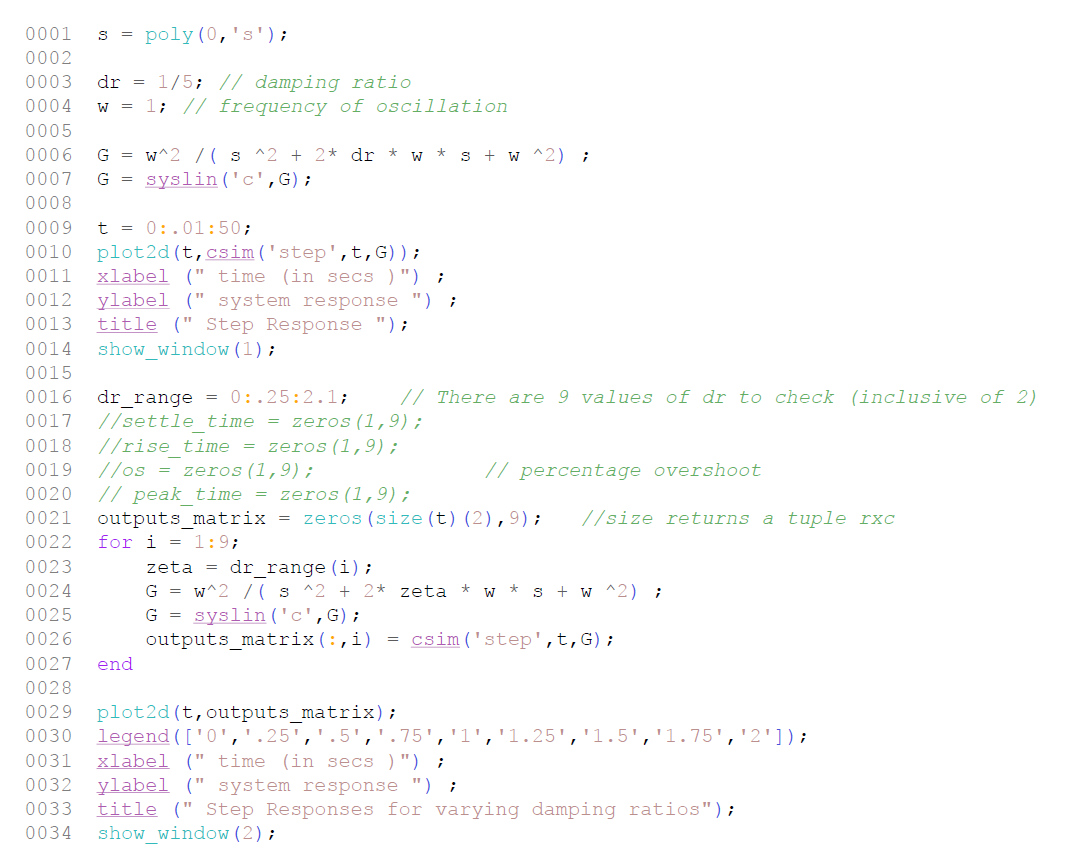 0001 s = poly(0,'s');
0002
0003 dr = 1/5; // damping ratio
0004 w = 1; // frequency of oscillation
0005
0006 G = w^2 /( s ^2 + 2* dr * w * s + w ^2) ;
0007 G = syslin('c',G);
0008
0009 t = 0:.01:50;
0010 plot2d(t,csim('step',t,G));
0011 xlabel (" time (in secs )") ;
0012 ylabel (" system response ") ;
0013 title (" Step Response ");
0014 show_window(1);
0015
0016 dr_range = 0:.25:2.1;    // There are 9 values of dr to check (inclusive of 2)
0017 //settle_time = zeros(1,9);
0018 //rise_time = zeros(1,9);
0019 //os = zeros(1,9);              // percentage overshoot
0020 // peak_time = zeros(1,9);
0021 outputs_matrix = zeros(size(t)(2),9);   //size returns a tuple rxc
0022 for i = 1:9;
0023     zeta = dr_range(i);
0024     G = w^2 /( s ^2 + 2* zeta * w * s + w ^2) ;
0025     G = syslin('c',G);
0026     outputs_matrix(:,i) = csim('step',t,G);
0027 end
0028
0029 plot2d(t,outputs_matrix);
0030 legend(['0','.25','.5','.75','1','1.25','1.5','1.75','2']);
0031 xlabel (" time (in secs )") ;
0032 ylabel (" system response ") ;
0033 title (" Step Responses for varying damping ratios");
0034 show_window(2);